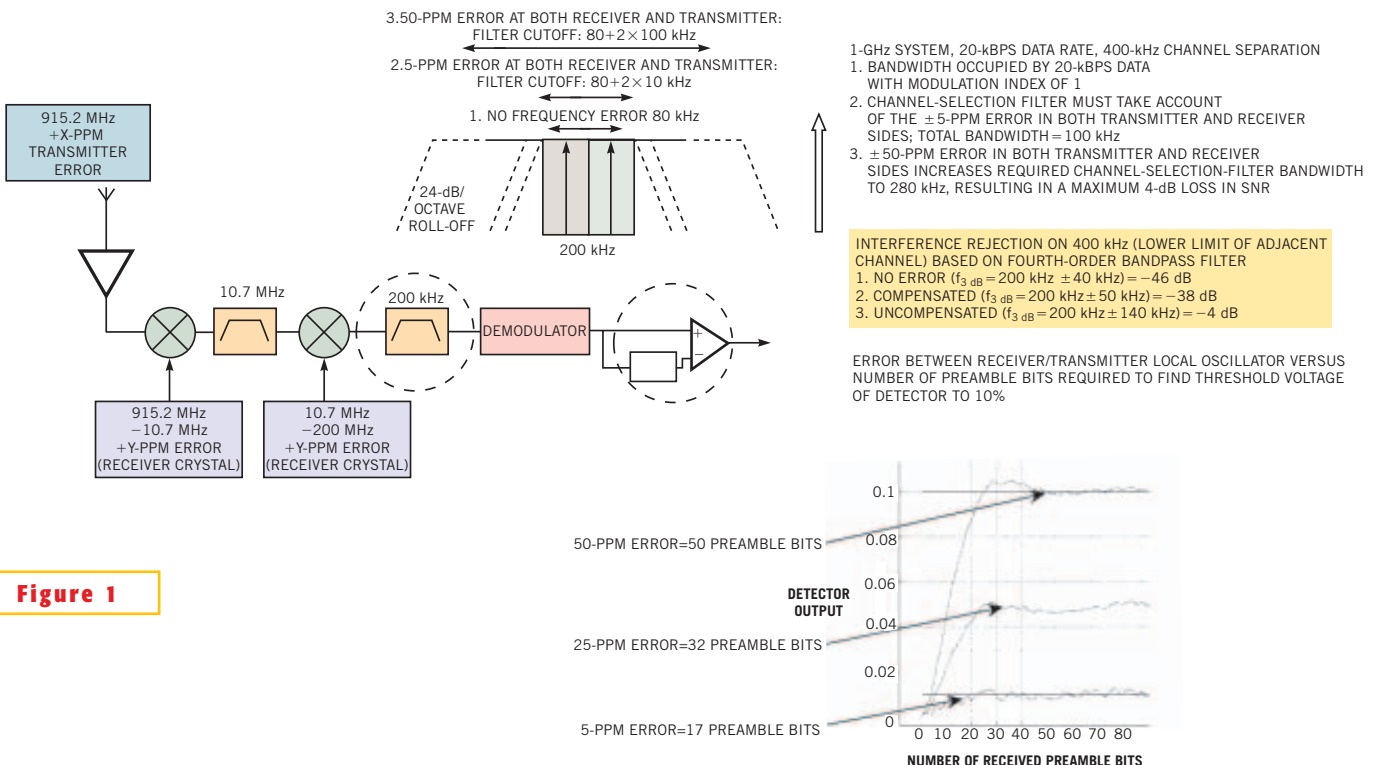 3.50-PPM ERROR AT BOTH RECEIVER AND TRANSMITTER:
FILTER CUTOFF: 80+2×100 kHz
2.5-PPM ERROR AT BOTH RECEIVER AND TRANSMITTER:
FILTER CUTOFF: 80+2×10 kHz
1. NO FREQUENCY ERROR 80 kHz
24-dB/
OCTAVE
ROLL-OFF
200 kHz
1-GHz SYSTEM, 20-kBPS DATA RATE, 400-kHz CHANNEL SEPARATION
1. BANDWIDTH OCCUPIED BY 20-kBPS DATA
WITH MODULATION INDEX OF 1
2. CHANNEL-SELECTION FILTER MUST TAKE ACCOUNT
OF THE ±5-PPM ERROR IN BOTH TRANSMITTER AND RECEIVER
SIDES; TOTAL BANDWIDTH=100 kHz
3. ±50-PPM ERROR IN BOTH TRANSMITTER AND RECEIVER
SIDES INCREASES REQUIRED CHANNEL-SELECTION-FILTER BANDWIDTH
TO 280 kHz, RESULTING IN A MAXIMUM 4-dB LOSS IN SNR
INTERFERENCE REJECTION ON 400 kHz (LOWER LIMIT OF ADJACENT
CHANNEL) BASED ON FOURTH-ORDER BANDPASS FILTER
1. NO ERROR (f3 dB=200 kHz ±40 kHz)=−46 dB
2. COMPENSATED (f3 dB=200 kHz±50 kHz)=−38 dB
3. UNCOMPENSATED (f3 dB=200 kHz±140 kHz)=−4 dB
915.2 MHz
+X-PPM
TRANSMITTER
ERROR
10.7 MHz
200 kHz
DEMODULATOR
+
−
915.2 MHz
−10.7 MHz
+Y-PPM ERROR
(RECEIVER CRYSTAL)
10.7 MHz
−200 MHz
+Y-PPM ERROR
(RECEIVER CRYSTAL)
ERROR BETWEEN RECEIVER/TRANSMITTER LOCAL OSCILLATOR VERSUS
NUMBER OF PREAMBLE BITS REQUIRED TO FIND THRESHOLD VOLTAGE
OF DETECTOR TO 10%
Figure 1
50-PPM ERROR=50 PREAMBLE BITS
25-PPM ERROR=32 PREAMBLE BITS
5-PPM ERROR=17 PREAMBLE BITS
DETECTOR
OUTPUT
0.1
0.08
0.06
0.04
0.02
0
0 10 20 30 40 50 60 70 80
NUMBER OF RECEIVED PREAMBLE BITS